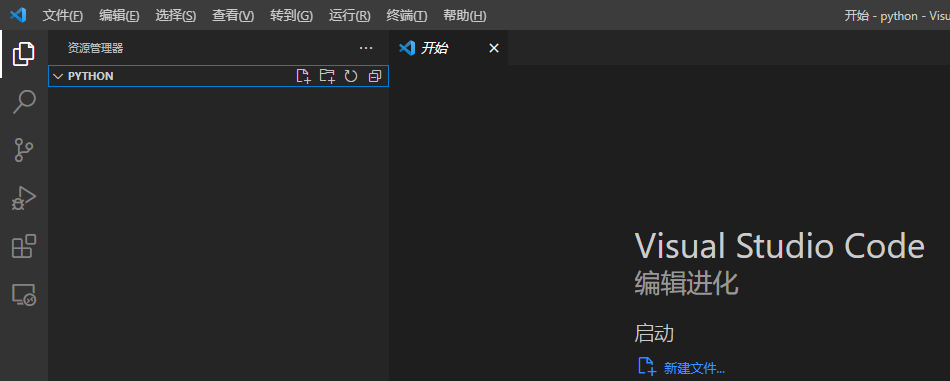 文件(F) 编辑(E) 选择(S) 查看(V) 转到(G) 运行(R) 终端(T) 帮助(H) 开始 - python - Visu
资源管理器 ···
开始
PYTHON
Visual Studio Code
编辑进化
启动
新建文件...